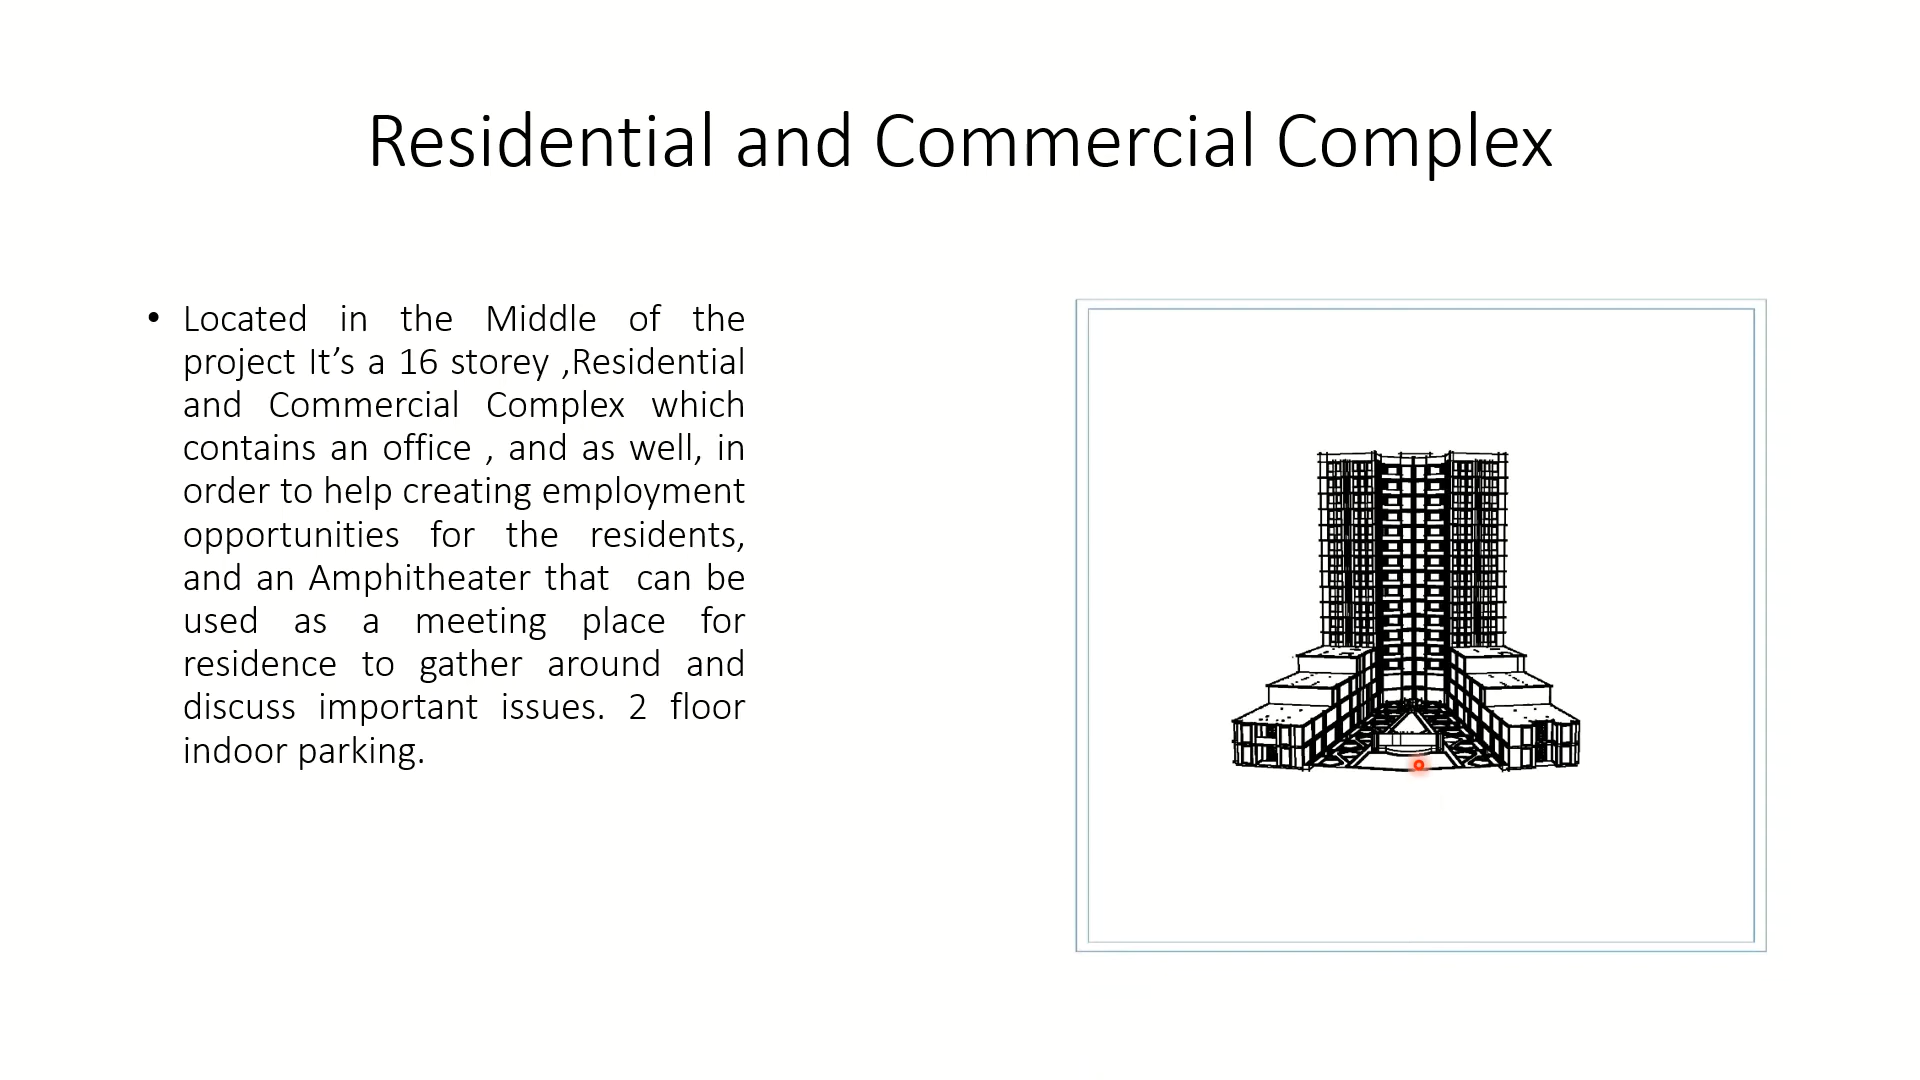 Residential and Commercial Complex
• Located in the Middle of the
project It’s a 16 storey ,Residential
and Commercial Complex which
contains an office , and as well, in
order to help creating employment
opportunities for the residents,
and an Amphitheater that can be
used as a meeting place for
residence to gather around and
discuss important issues. 2 floor
indoor parking.